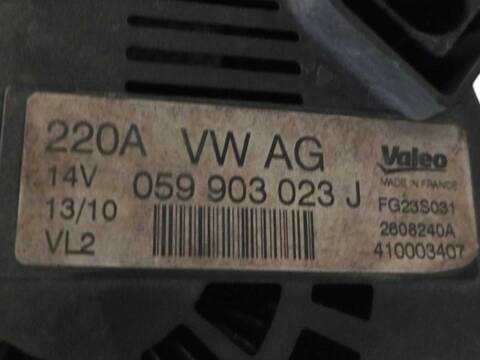 220A VW AG Valeo
14V 059 903 023 J MADE IN FRANCE
13/10 FG23S031
VL2 2608240A
410003407